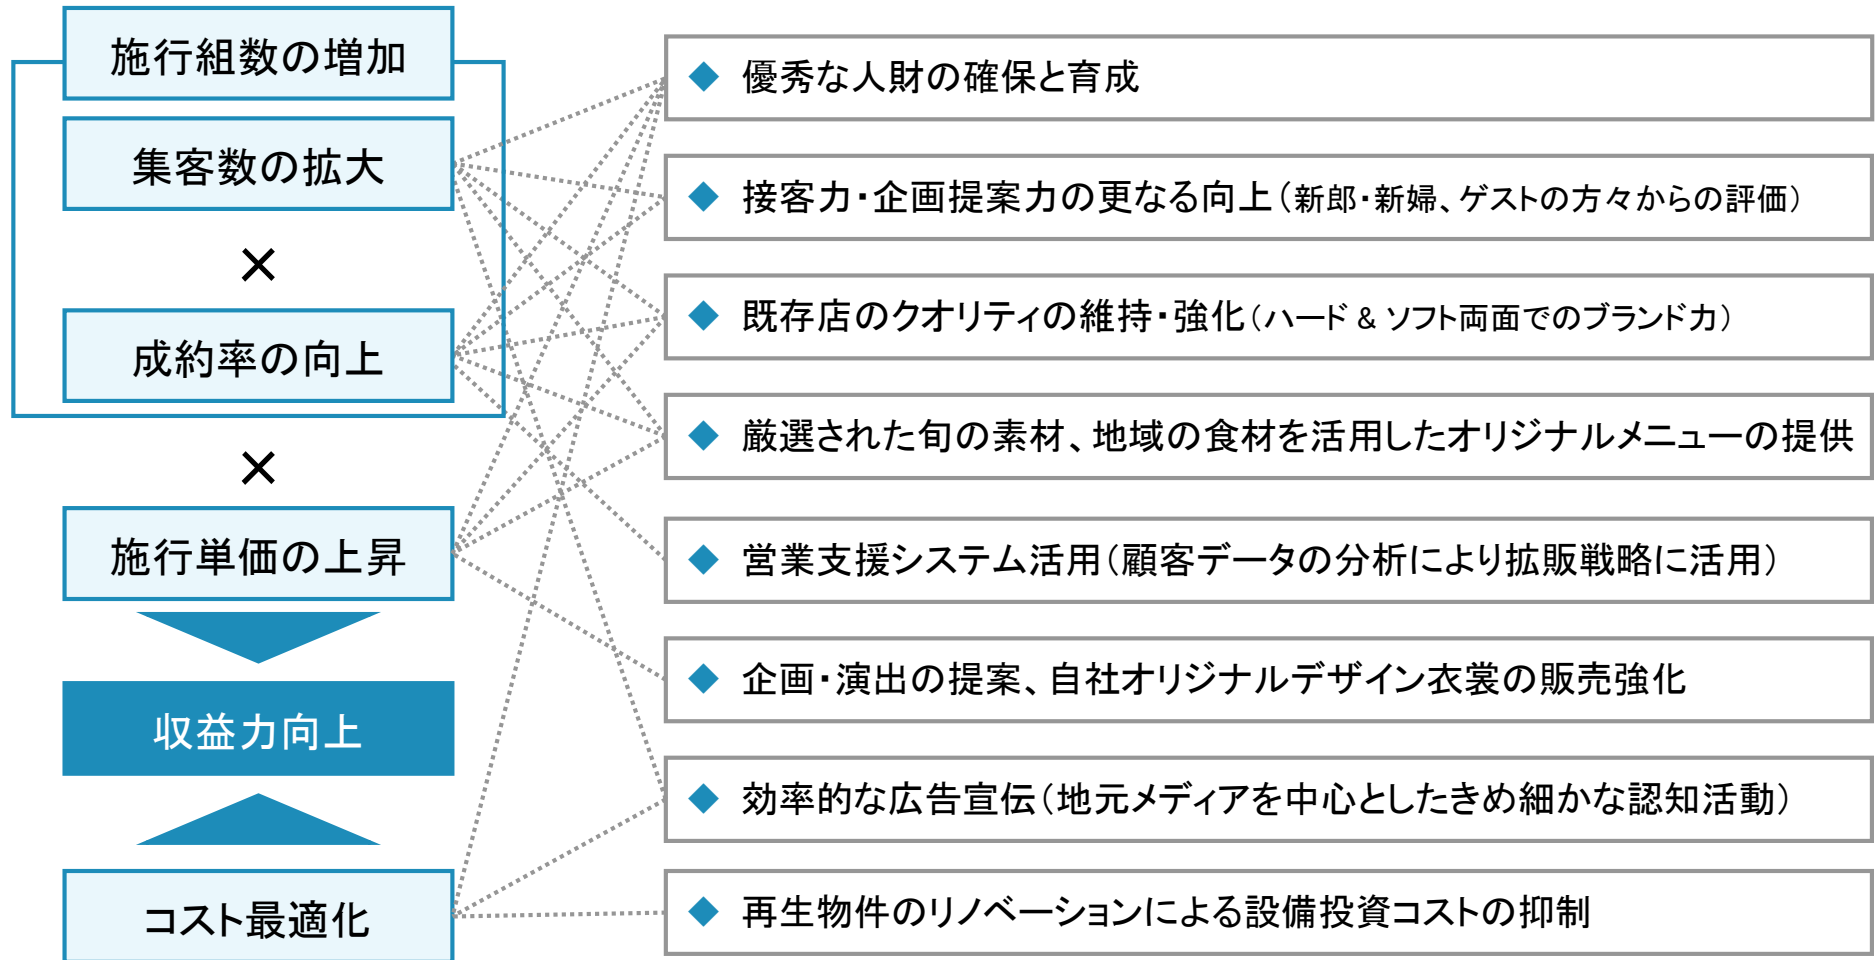 施行組数の増加
集客数の拡大
×
成約率の向上
×
施行単価の上昇
収益力向上
コスト最適化
◆ 優秀な人財の確保と育成
◆ 接客力・企画提案力の更なる向上（新郎・新婦、ゲストの方々からの評価）
◆ 既存店のクオリティの維持・強化（ハード & ソフト両面でのブランド力）
◆ 厳選された旬の素材、地域の食材を活用したオリジナルメニューの提供
◆ 営業支援システム活用（顧客データの分析により拡販戦略に活用）
◆ 企画・演出の提案、自社オリジナルデザイン衣裳の販売強化
◆ 効率的な広告宣伝（地元メディアを中心としたきめ細かな認知活動）
◆ 再生物件のリノベーションによる設備投資コストの抑制